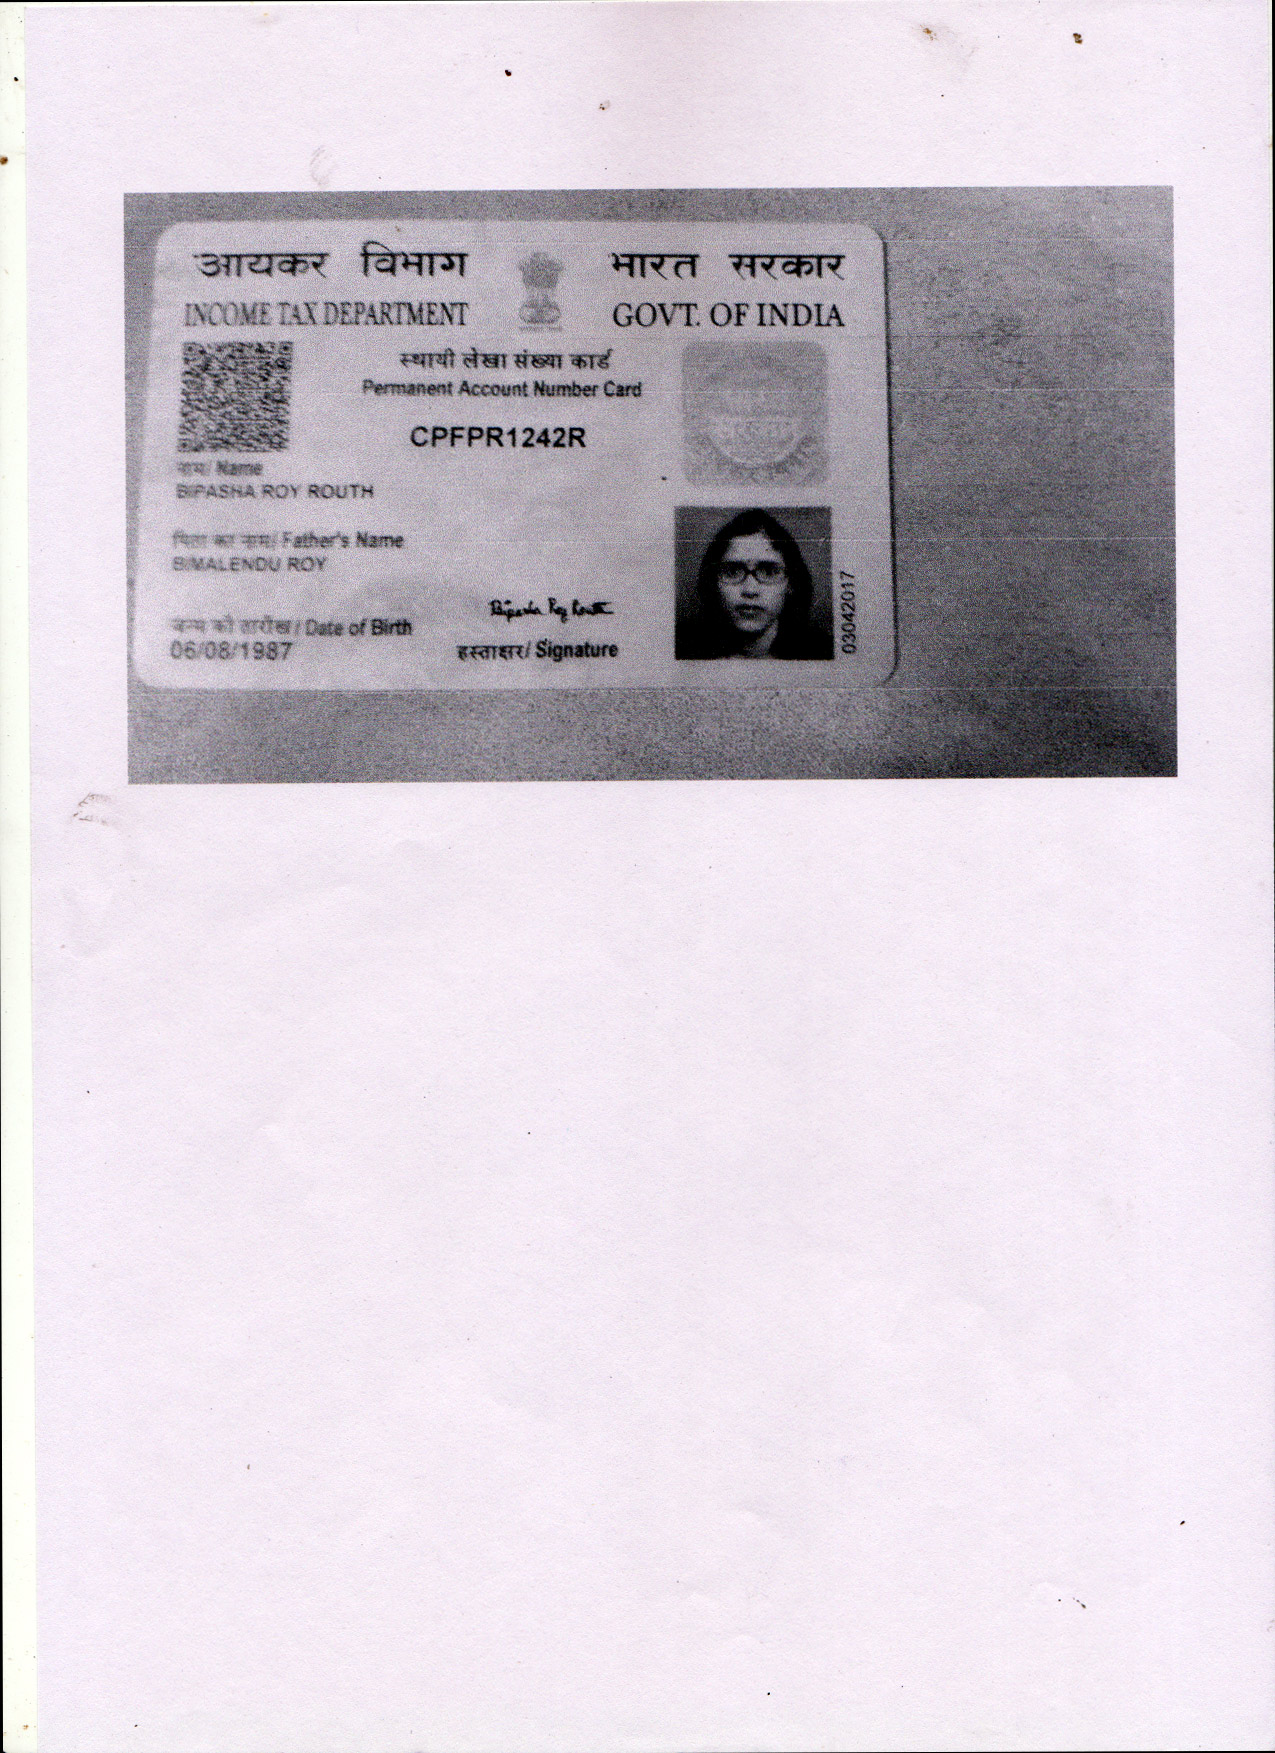 आयकर विभाग भारत सरकार
INCOME TAX DEPARTMENT GOVT. OF INDIA
स्थायी लेखा संख्या कार्ड
Permanent Account Number Card
CPFPR1242R
नाम/ Name
BIPASHA ROY ROUTH
पिता का नाम/ Father's Name
BIMALENDU ROY
जन्म की तारीख/ Date of Birth
06/08/1987
Bipasha Roy Routh
हस्ताक्षर/ Signature
03042017